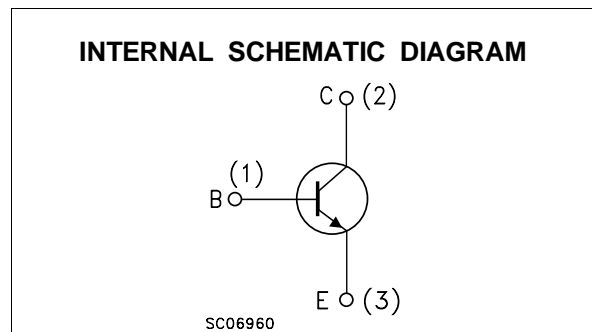 INTERNAL SCHEMATIC DIAGRAM
C (2)
(1)
B
E (3)
SC06960